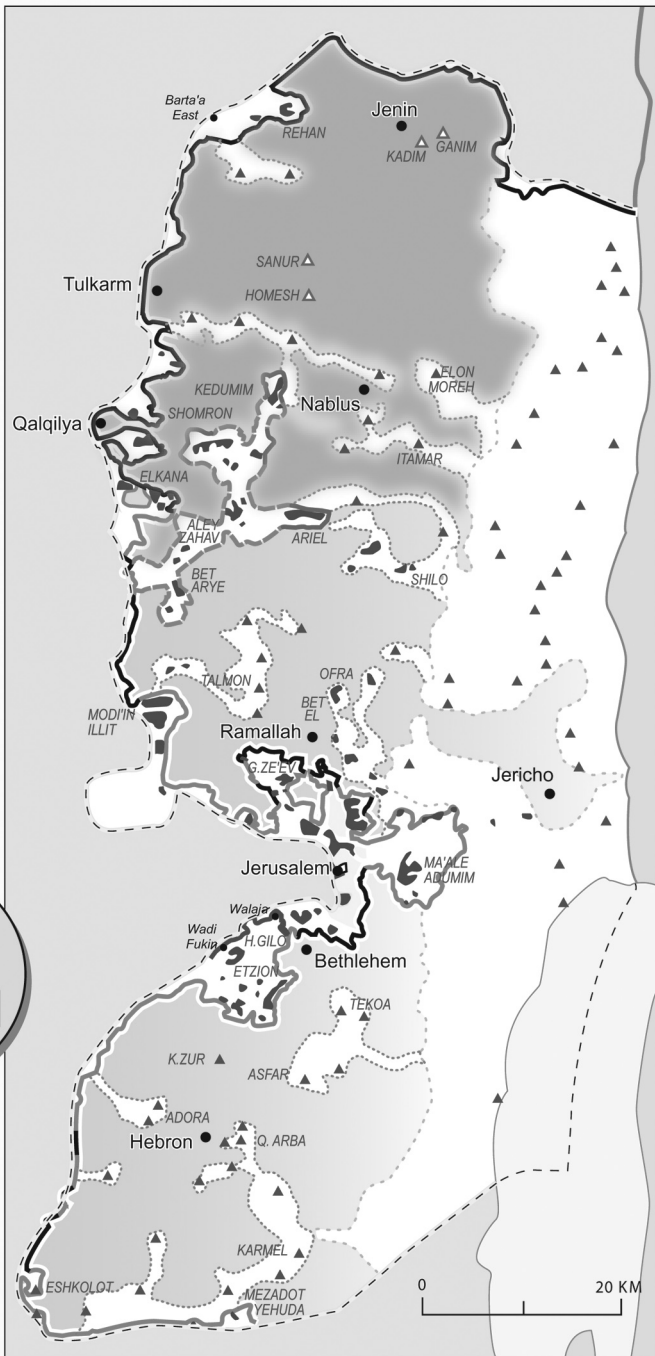 Barta'a
East
REHAN
Jenin
KADIM
GANIM
SANUR
Tulkarm
HOMESH
KEDUMIM
ELON
MOREH
Nablus
SHOMRON
Qalqilya
ITAMAR
ELKANA
ALEY
ZAHAV
ARIEL
BET
ARYE
SHILO
TALMON
OFRA
BET
EL
MODI'IN
ILLIT
Ramallah
G.ZE'EV
Jericho
Jerusalem
MA'ALE
ADUMIM
Walaja
Wadi
Fukin
H.GILO
Bethlehem
ETZION
TEKOA
K.ZUR
ASFAR
ADORA
Hebron
Q. ARBA
KARMEL
ESHKOLOT
MEZADOT
YEHUDA
0 20 KM